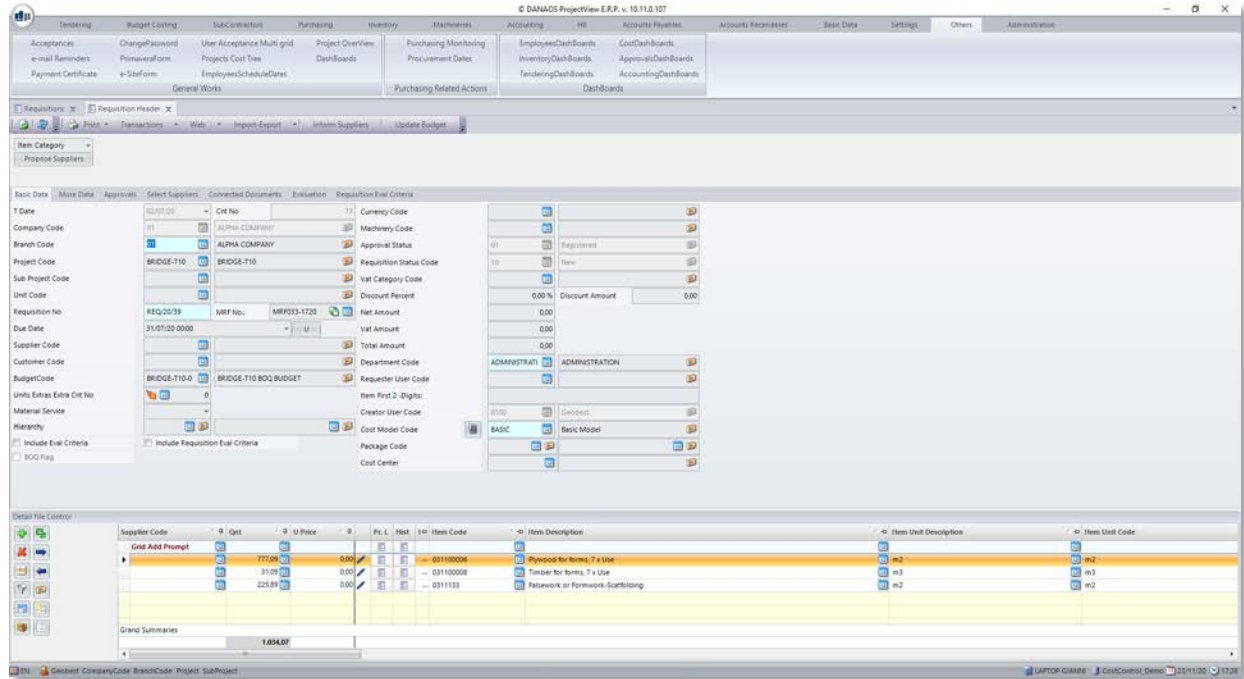 © DANAOS ProjectView E.R.P. v. 10.11.0.107
Tendering Budget Costing SubContractors Purchasing Inventory Machineries Accounting HR Accounts Payables Accounts Receivables Basic Data Settings Others Administration
Acceptances ChangePassword User Acceptance Multi grid Project OverView Purchasing Monitoring EmployeesDashBoards CostDashBoards
e-mail Reminders PrimaveraForm Projects Cost Tree DashBoards Procurement Dates InventoryDashBoards ApprovalsDashBoards
Payment Certificate e-SiteForm EmployeesScheduleDates TenderingDashBoards AccountingDashBoards
General Works Purchasing Related Actions DashBoards
Requisitions Requisition Header
Print Transactions Web Import-Export Inform Suppliers Update Budget
Item Category
Propose Suppliers
Basic Data More Data Approvals Select Suppliers Connected Documents Evaluation Requisition Eval Criteria
T Date 02/07/20 Cnt No 73 Currency Code
Company Code 01 ALPHA COMPANY Machinery Code
Branch Code 01 ALPHA COMPANY Approval Status 01 Registered
Project Code BRIDGE-T10 BRIDGE-T10 Requisition Status Code 10 New
Sub Project Code Vat Category Code
Unit Code Discount Percent 0,00 % Discount Amount 0,00
Requisition No REQ/20/39 MRF No.: MRF033-1720 Net Amount 0,00
Due Date 31/07/20 00:00 U Vat Amount 0,00
Supplier Code Total Amount 0,00
Customer Code Department Code ADMINISTRATI ADMINISTRATION
BudgetCode BRIDGE-T10-0 BRIDGE-T10 BOQ BUDGET Requester User Code
Units Extras Extra Cnt No 0 Item First 2 -Digits:
Material Service Creator User Code 0100 Geobest
Hierarchy Cost Model Code BASIC Basic Model
Include Eval Criteria Include Requisition Eval Criteria Package Code
BOQ Flag Cost Center
Detail File Control
Supplier Code Qnt U Price Pr. L Hist Item Code Item Description Item Unit Description Item Unit Code
Grid Add Prompt
777,09 0,00 031100006 Plywood for forms, 7 x Use m2 m2
31,09 0,00 031100008 Timber for forms, 7 x Use m3 m3
225,89 0,00 0311133 Falsework or Formwork-Scaffolding m2 m2
Grand Summaries
1.034,07
EN Geobest CompanyCode BranchCode Project SubProject LAPTOP-GIANNI CostControl_Demo 23/11/20 17:28